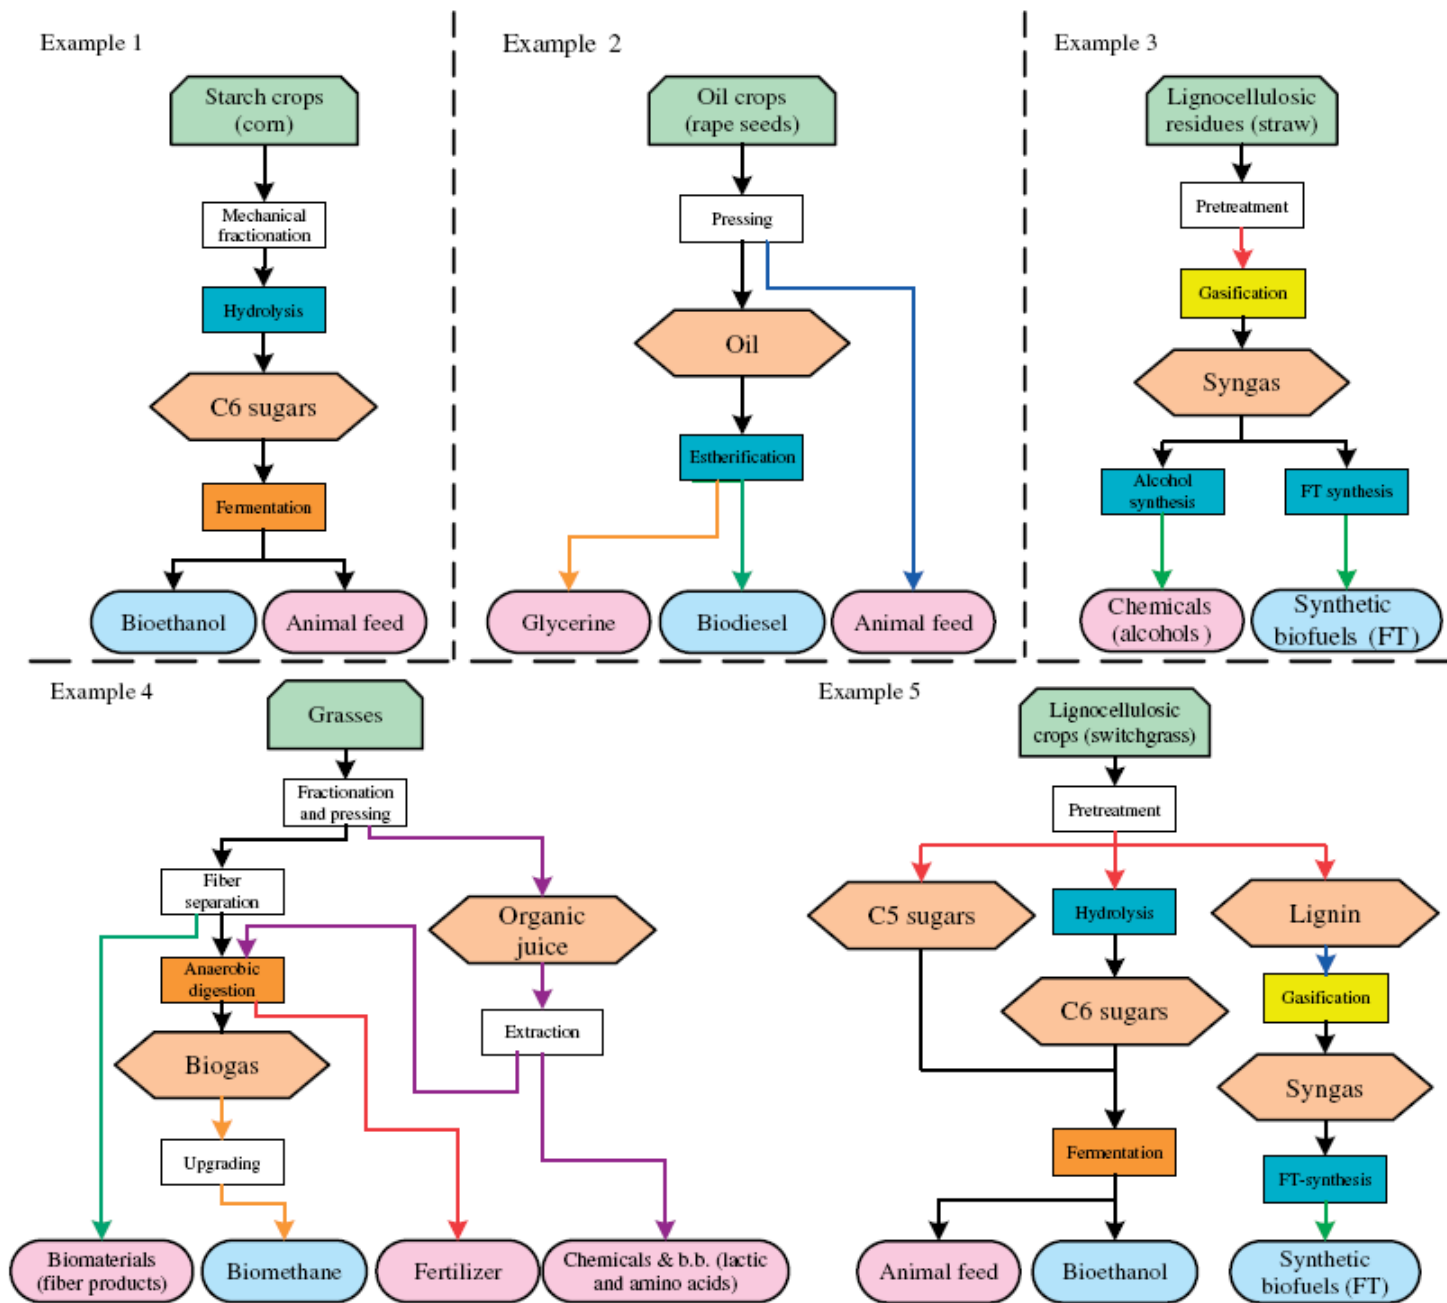 Example 1
Starch crops
(corn)
Mechanical
fractionation
Hydrolysis
C6 sugars
Fermentation
Bioethanol
Animal feed
Example 2
Oil crops
(rape seeds)
Pressing
Oil
Estherification
Glycerine
Biodiesel
Animal feed
Example 3
Lignocellulosic
residues (straw)
Pretreatment
Gasification
Syngas
Alcohol
synthesis
FT synthesis
Chemicals
(alcohols )
Synthetic
biofuels (FT)
Example 4
Grasses
Fractionation
and pressing
Fiber
separation
Organic
juice
Anaerobic
digestion
Extraction
Biogas
Upgrading
Biomaterials
(fiber products)
Biomethane
Fertilizer
Chemicals & b.b. (lactic
and amino acids)
Example 5
Lignocellulosic
crops (switchgrass)
Pretreatment
C5 sugars
Hydrolysis
Lignin
C6 sugars
Gasification
Syngas
Fermentation
FT-synthesis
Animal feed
Bioethanol
Synthetic
biofuels (FT)